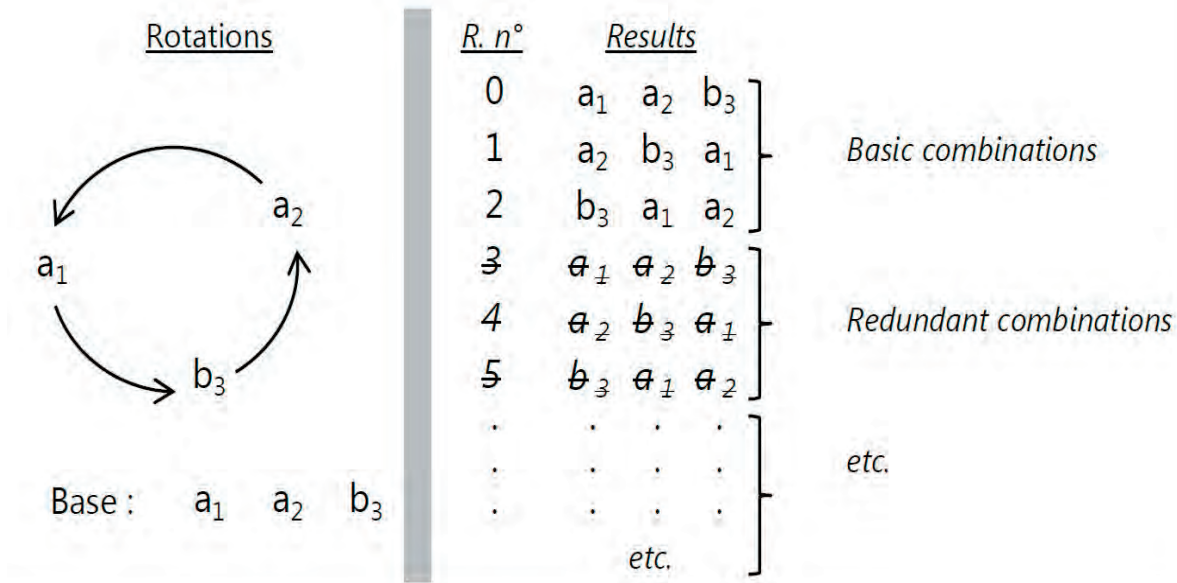 Rotations
a₂
a₁
b₃
Base : a₁ a₂ b₃
R. n° Results
0 a₁ a₂ b₃
1 a₂ b₃ a₁
2 b₃ a₁ a₂
Basic combinations
3 a₁ a₂ b₃
4 a₂ b₃ a₁
5 b₃ a₁ a₂
Redundant combinations
. . . .
. . . .
. . . .
etc.
etc.